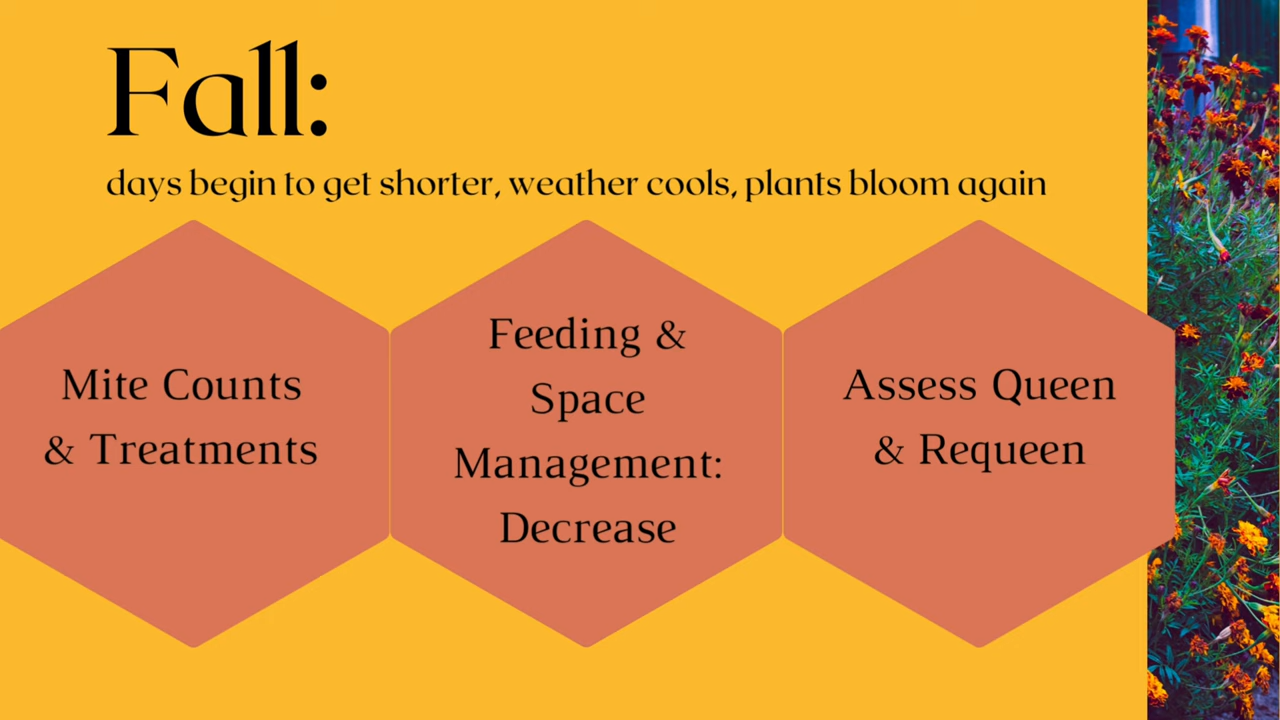 Fall:
days begin to get shorter, weather cools, plants bloom again
Mite Counts
& Treatments
Feeding &
Space
Management:
Decrease
Assess Queen
& Requeen